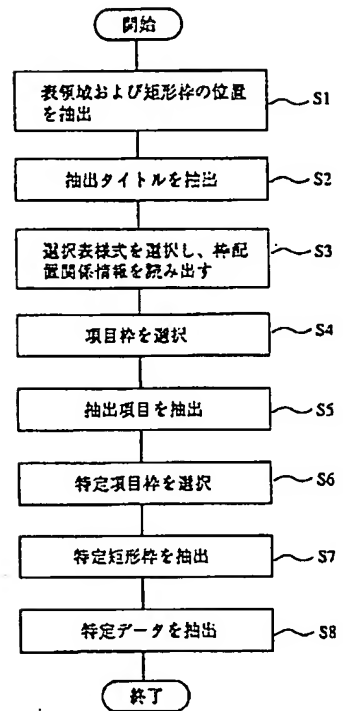 開始
表領域および矩形枠の位置
を抽出
S1
抽出タイトルを抽出
S2
選択表様式を選択し、枠配
置関係情報を読み出す
S3
項目枠を選択
S4
抽出項目を抽出
S5
特定項目枠を選択
S6
特定矩形枠を抽出
S7
特定データを抽出
S8
終了